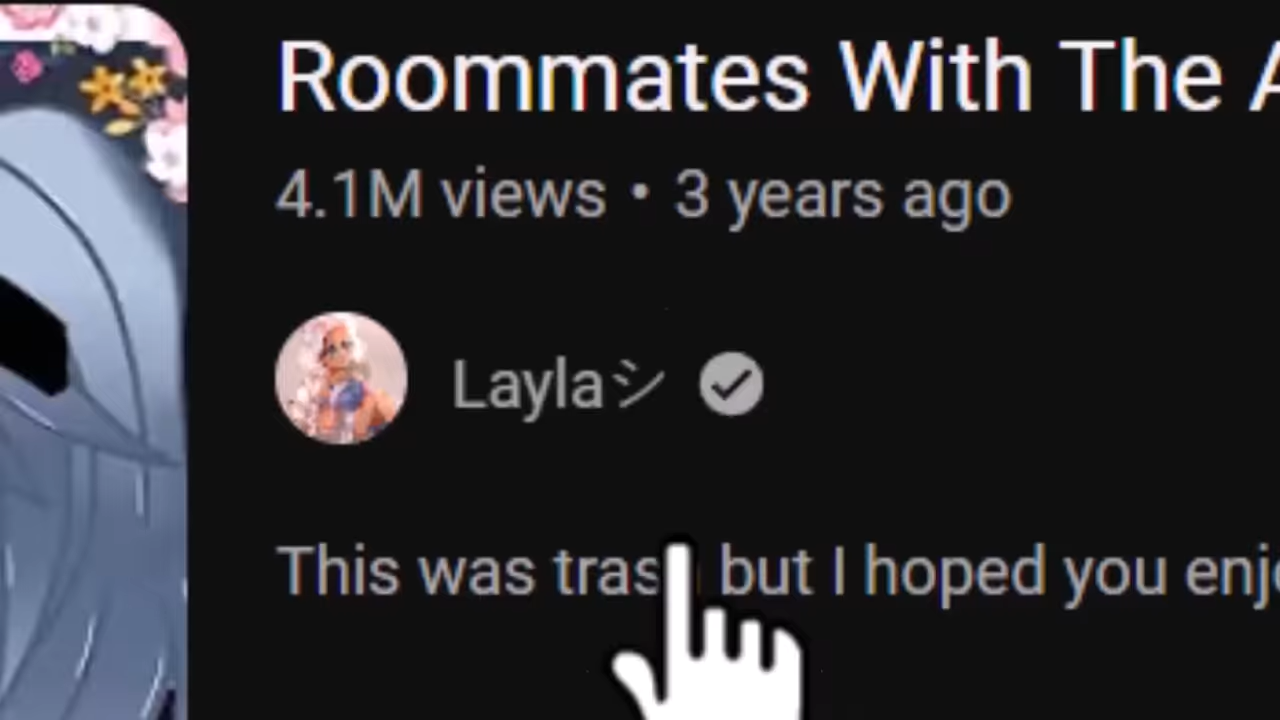 Roommates With The A
4.1M views • 3 years ago
Laylaシ
This was tras but I hoped you enj